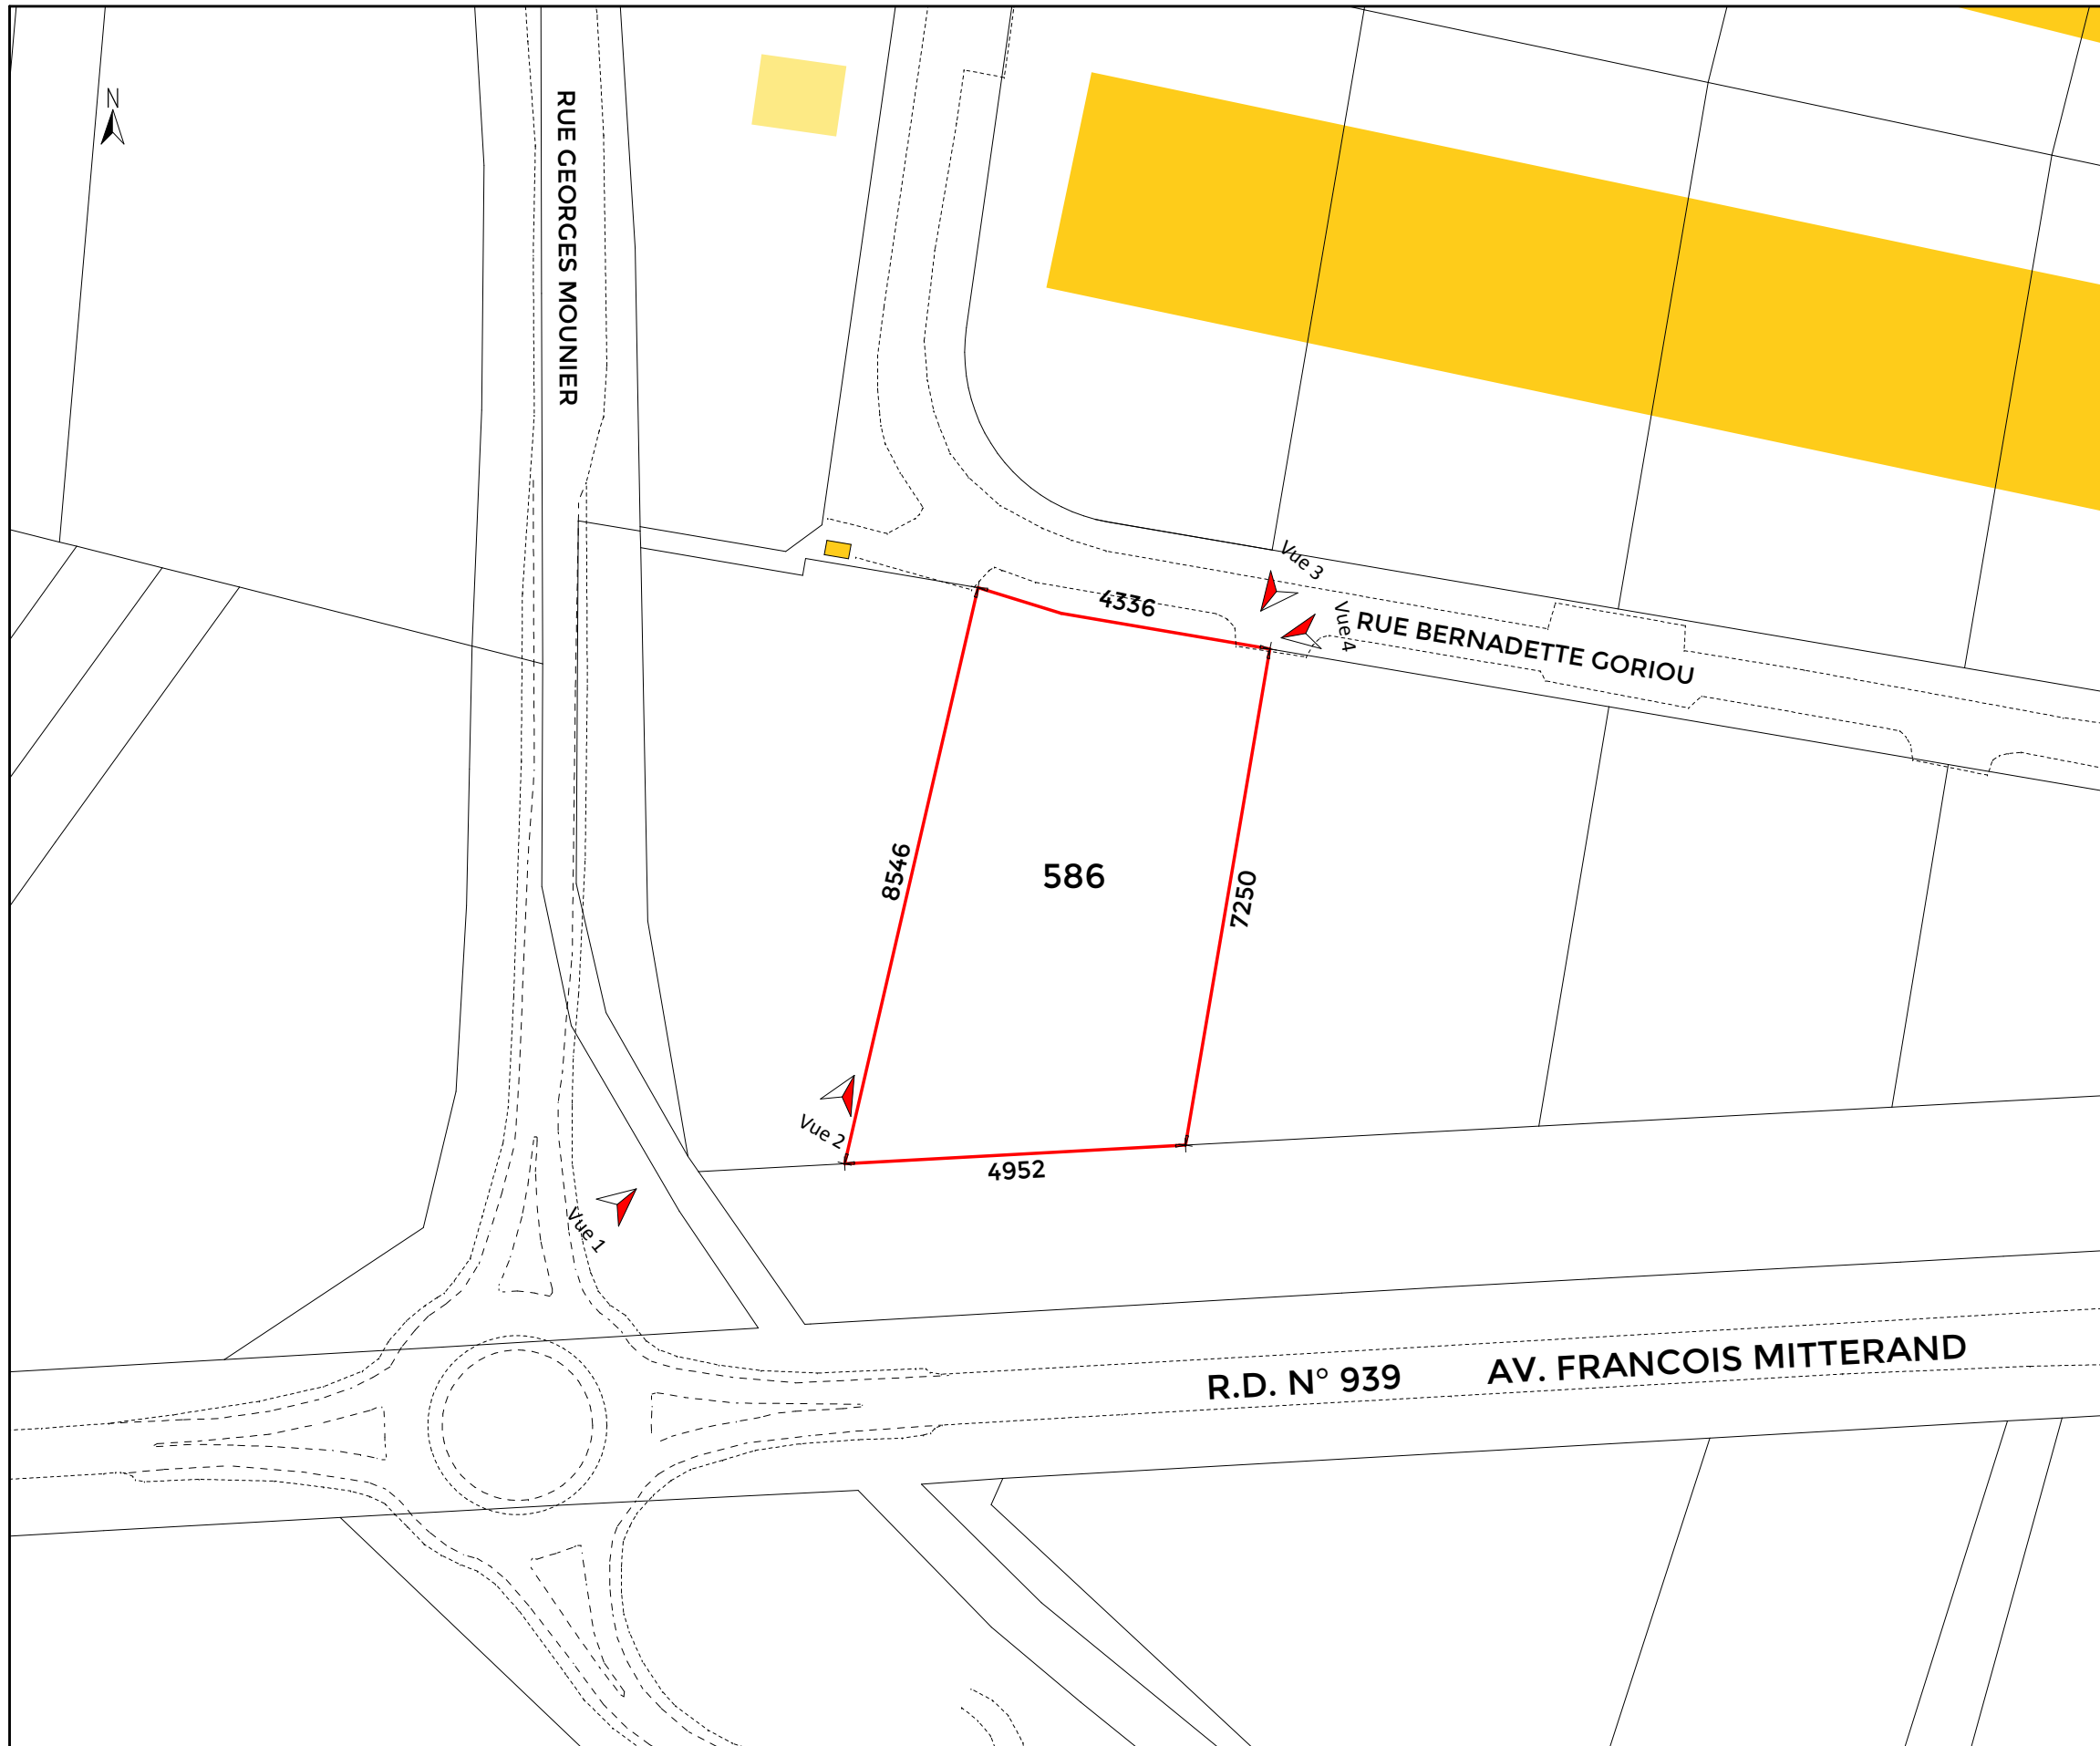 N
RUE GEORGES MOUNIER
Vue 3
4336
Vue 4
RUE BERNADETTE GORIOU
8546
586
7250
Vue 2
4952
Vue 1
R.D. N° 939
AV. FRANCOIS MITTERAND